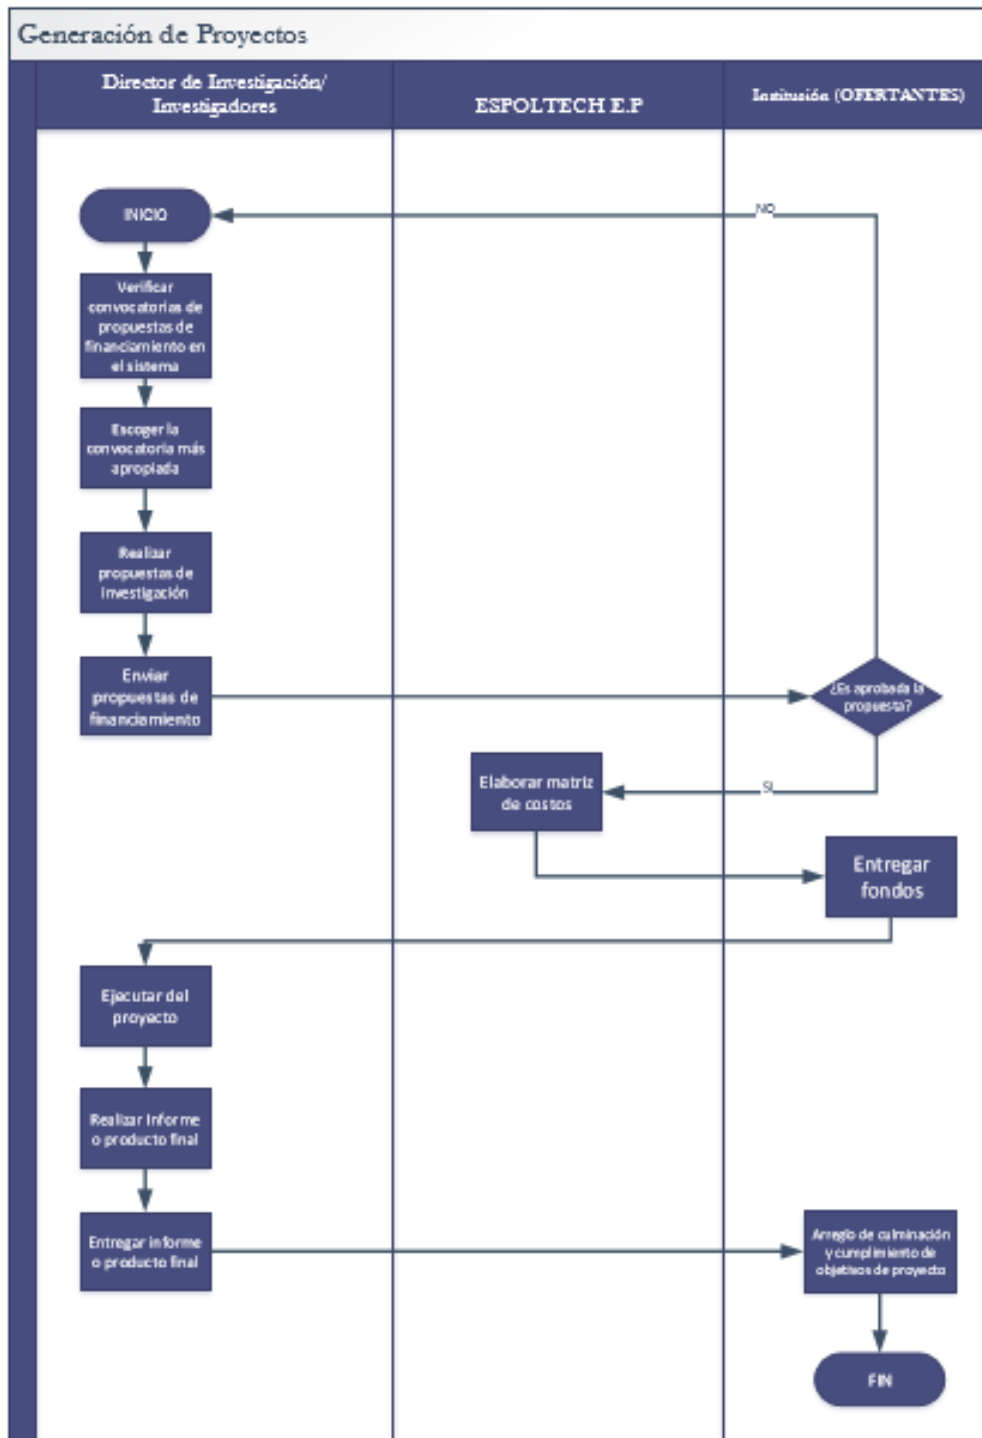 Generación de Proyectos
Director de Investigación/
Investigadores
ESPOLTECH E.P
Institusión (OFERTANTES)
INICIO
NO
Verificar
convocatorias de
propuestas de
financiamiento en
el sistema
Escoger la
convocatoria más
apropiada
Realizar
propuestas de
investigación
Enviar
propuestas de
financiamiento
¿Es aprobada la
propuesta?
SI
Elaborar matriz
de costos
Entregar
fondos
Ejecutar del
proyecto
Realizar informe
o producto final
Entregar informe
o producto final
Arreglo de culminación
y cumplimiento de
objetivos de proyecto
FIN